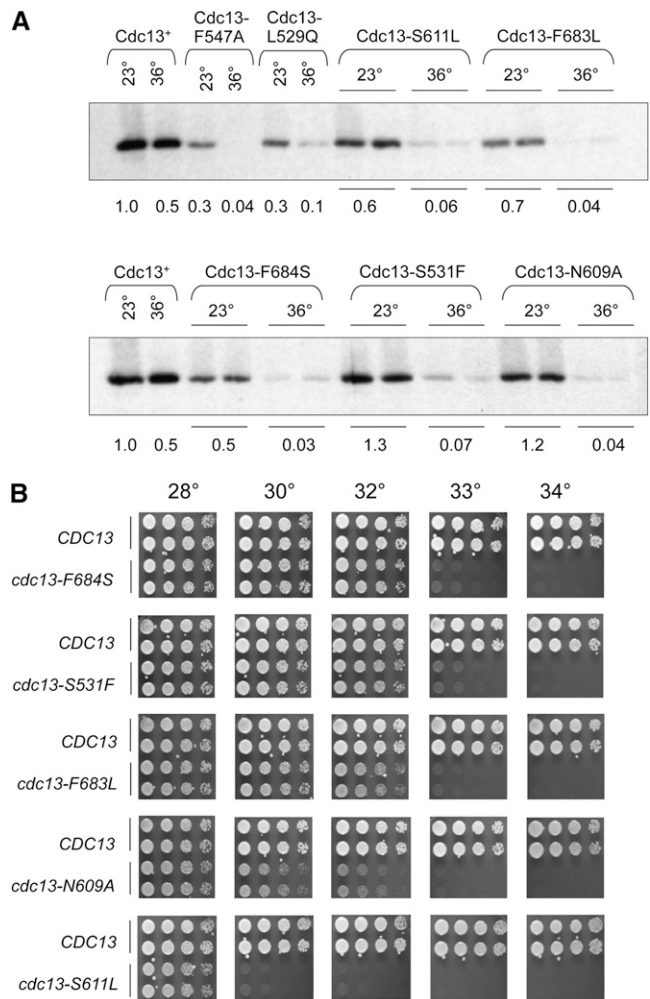 A
Cdc13⁺ Cdc13-F547A Cdc13-L529Q Cdc13-S611L Cdc13-F683L
23° 36° 23° 36° 23° 36° 23° 36° 23° 36°
1.0 0.5 0.3 0.04 0.3 0.1 0.6 0.06 0.7 0.04
Cdc13⁺ Cdc13-F684S Cdc13-S531F Cdc13-N609A
23° 36° 23° 36° 23° 36° 23° 36°
1.0 0.5 0.5 0.03 1.3 0.07 1.2 0.04
B
28° 30° 32° 33° 34°
CDC13
cdc13-F684S
CDC13
cdc13-S531F
CDC13
cdc13-F683L
CDC13
cdc13-N609A
CDC13
cdc13-S611L